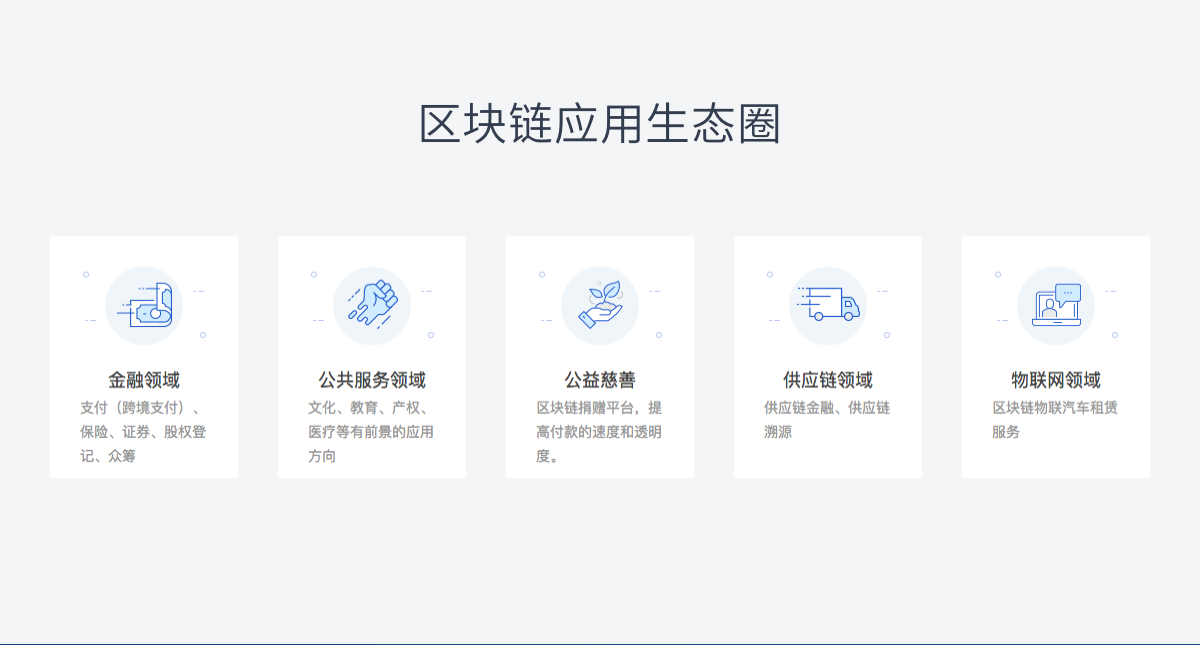 区块链应用生态圈
金融领域
支付（跨境支付）、
保险、证券、股权登
记、众筹
公共服务领域
文化、教育、产权、
医疗等有前景的应用
方向
公益慈善
区块链捐赠平台，提
高付款的速度和透明
度。
供应链领域
供应链金融、供应链
溯源
物联网领域
区块链物联汽车租赁
服务